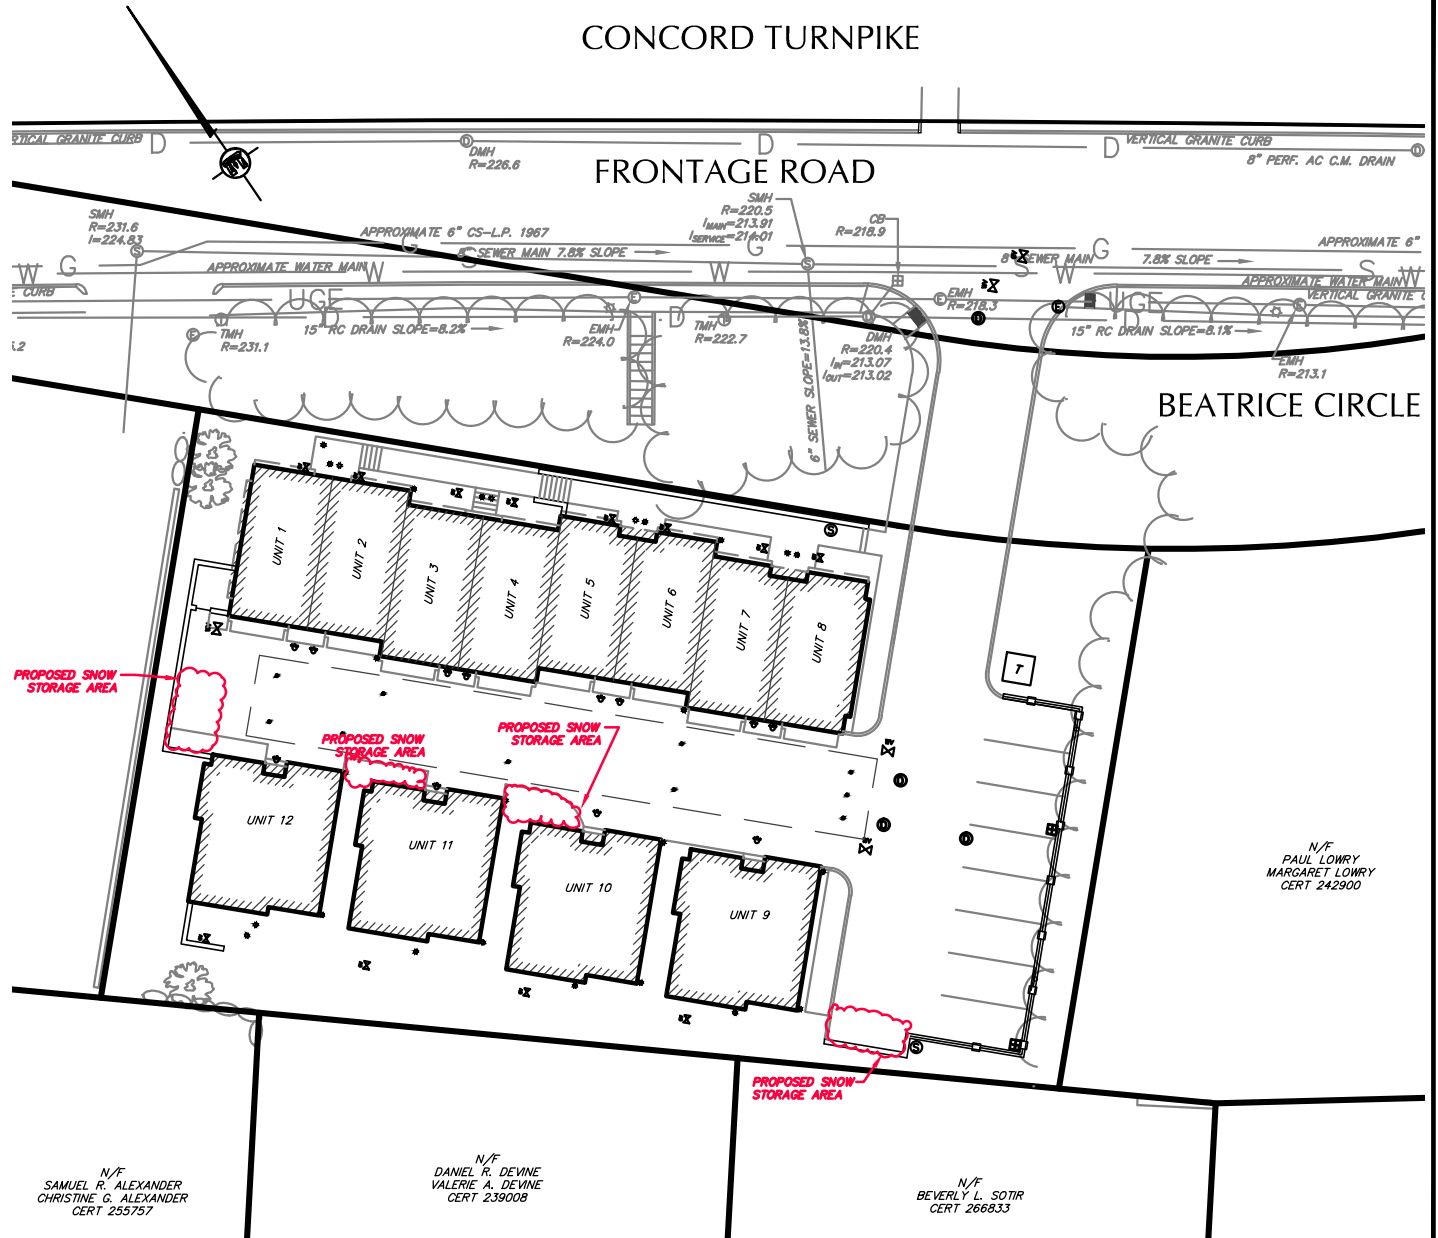 CONCORD TURNPIKE
VERTICAL GRANITE CURB
D
DMH
R=226.6
D
D
VERTICAL GRANITE CURB
8" PERF. AC C.M. DRAIN
D
FRONTAGE ROAD
SMH
R=231.6
I=224.83
S
APPROXIMATE 6" CS-L.P. 1967
G
SMH
R=220.5
IMAIN=213.91
ISERVICE=214.01
G
CB
R=218.9
G
APPROXIMATE 6"
W
G
APPROXIMATE WATER MAIN
W
S
8" SEWER MAIN 7.8% SLOPE
W
S
8" SEWER MAIN
7.8% SLOPE
S
W
S
W
APPROXIMATE WATER MAIN
E CURB
UGE
E
EMH
R=218.3
E
UGE
VERTICAL GRANITE C
D
15" RC DRAIN SLOPE=8.2%
E
TMH
R=231.1
EMH
R=224.0
D
TMH
R=222.7
6" SEWER SLOPE=13.8%
DMH
R=220.4
IIN=213.07
IOUT=213.02
D
15" RC DRAIN SLOPE=8.1%
D
EMH
R=213.1
5.2
BEATRICE CIRCLE
UNIT 1
UNIT 2
UNIT 3
UNIT 4
UNIT 5
UNIT 6
UNIT 7
UNIT 8
S
T
PROPOSED SNOW
STORAGE AREA
PROPOSED SNOW
STORAGE AREA
PROPOSED SNOW
STORAGE AREA
D
D
D
UNIT 12
UNIT 11
UNIT 10
UNIT 9
N/F
PAUL LOWRY
MARGARET LOWRY
CERT 242900
S
PROPOSED SNOW
STORAGE AREA
N/F
SAMUEL R. ALEXANDER
CHRISTINE G. ALEXANDER
CERT 255757
N/F
DANIEL R. DEVINE
VALERIE A. DEVINE
CERT 239008
N/F
BEVERLY L. SOTIR
CERT 266833